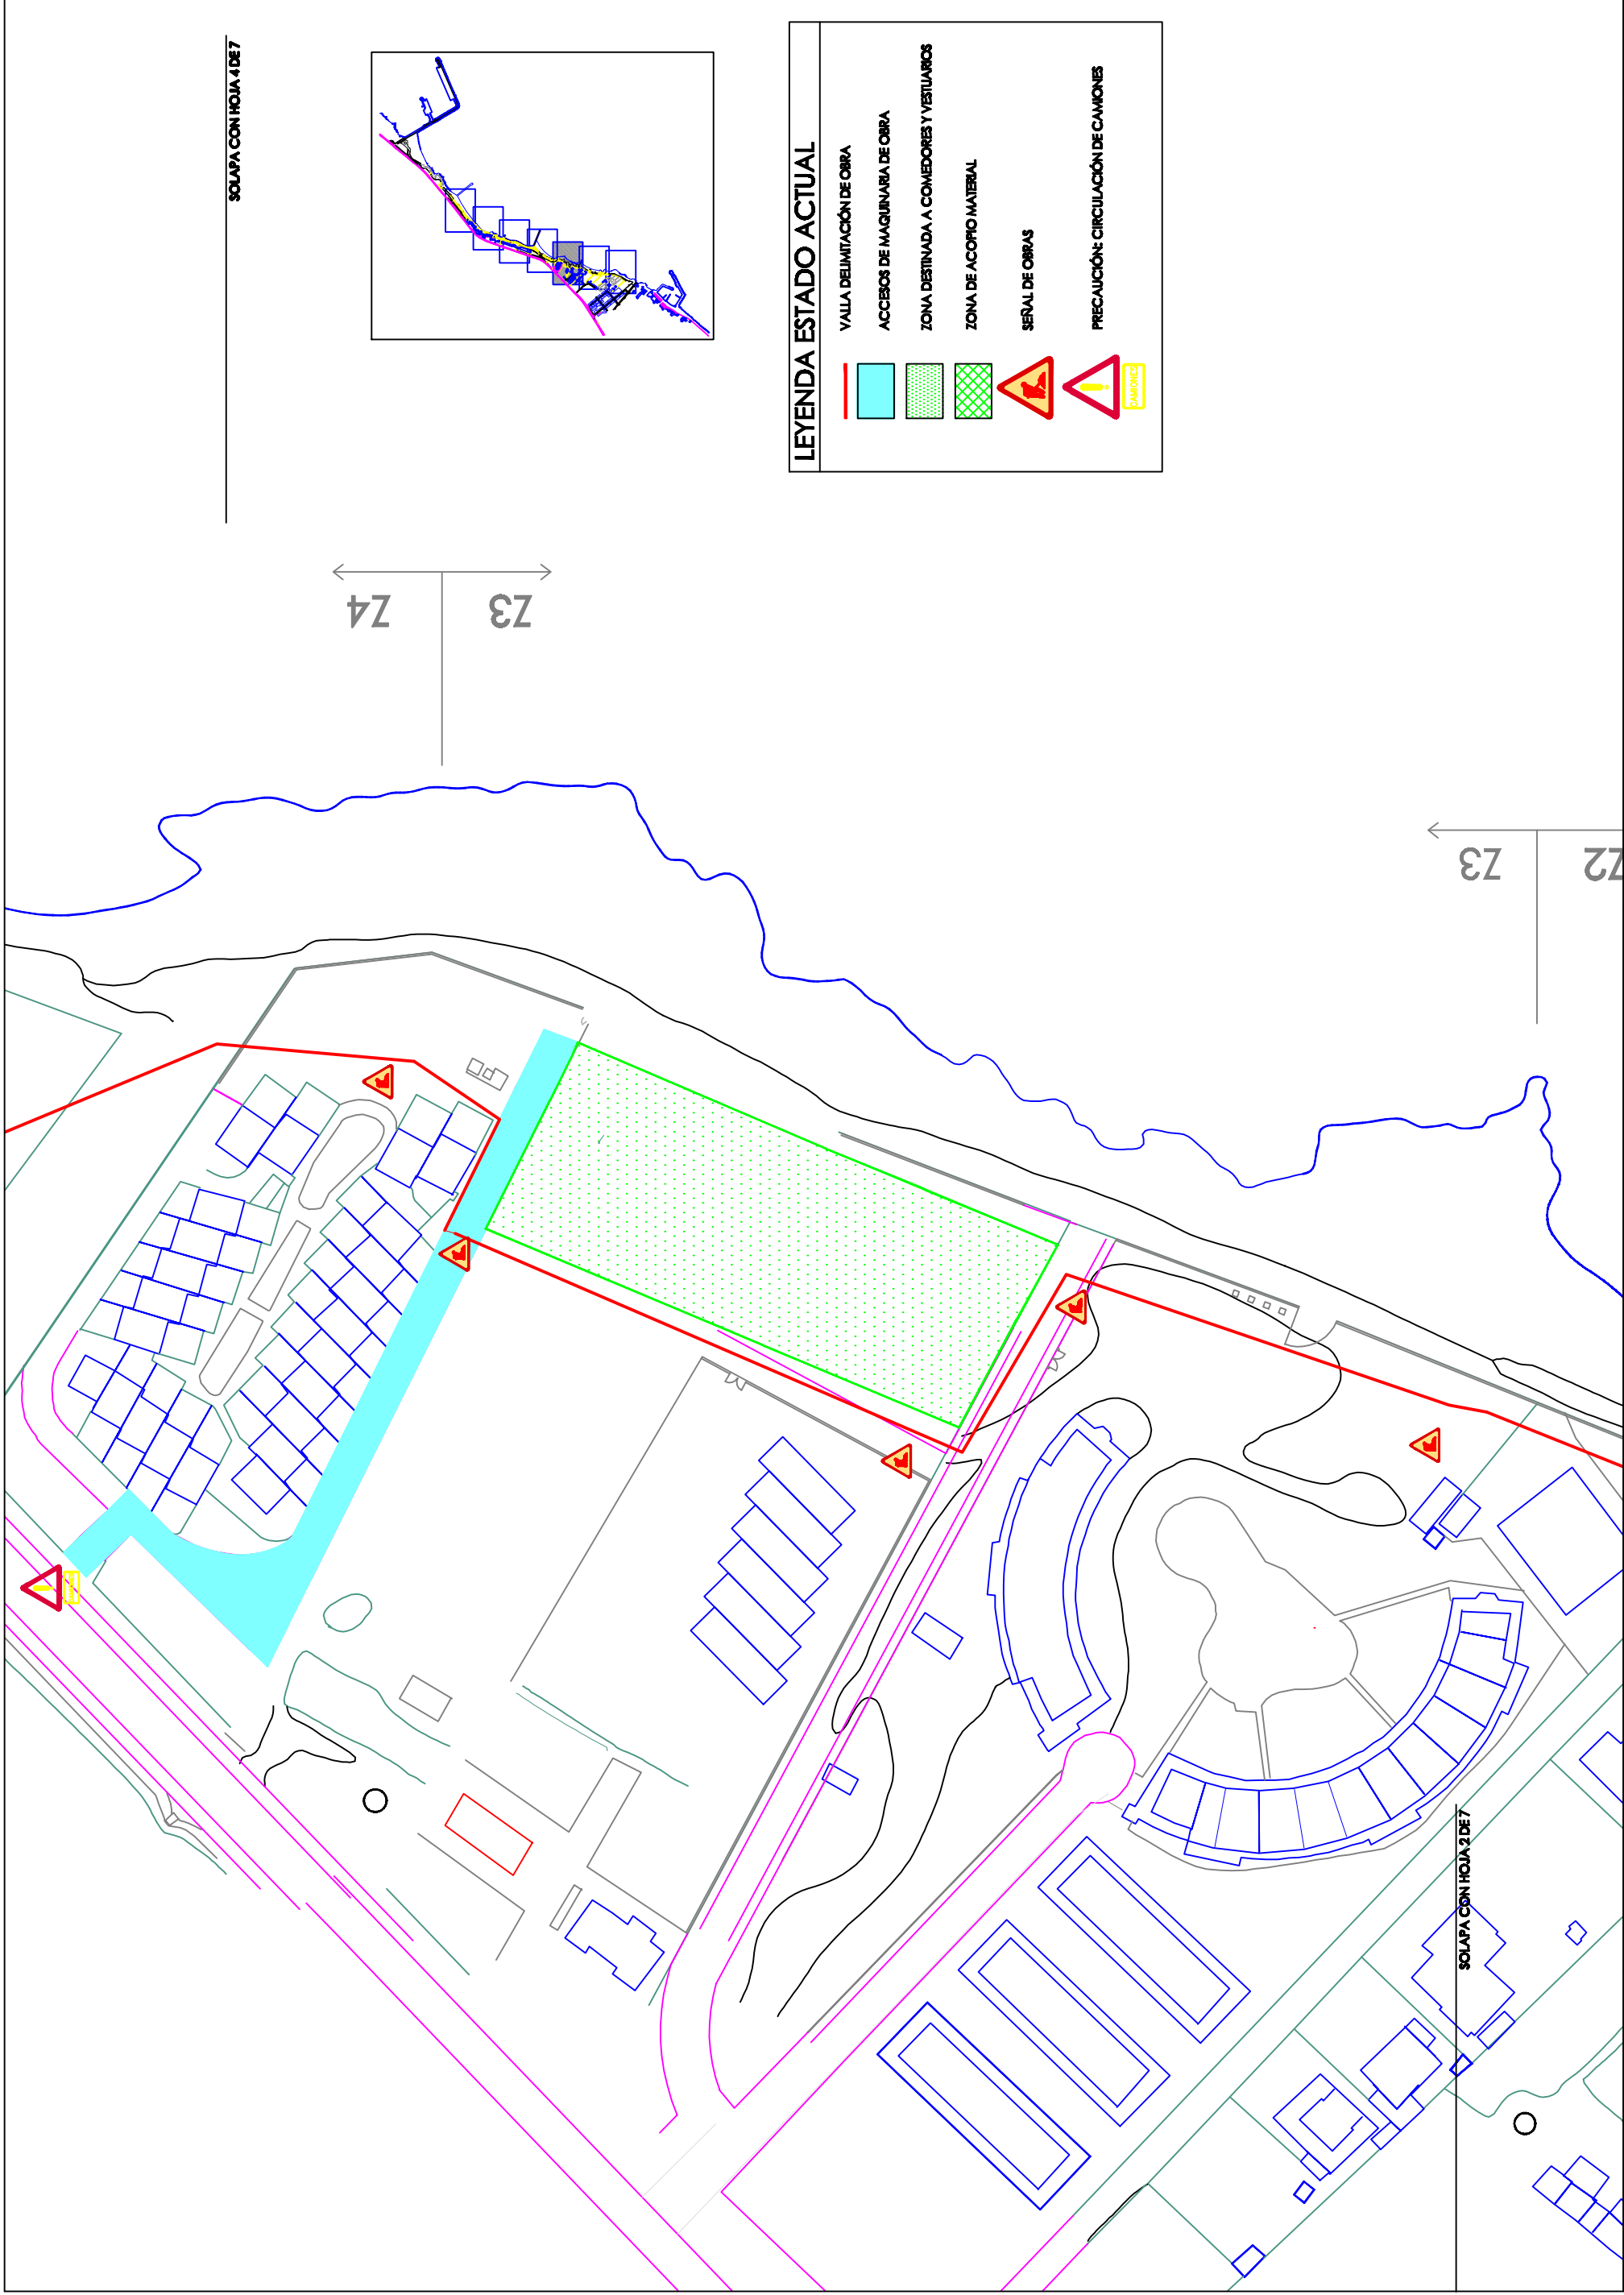 SOLAPA CON HOJA 4 DE 7
LEYENDA ESTADO ACTUAL
VALLA DELIMITACIÓN DE OBRA
ACCESOS DE MAQUINARIA DE OBRA
ZONA DESTINADA A COMEDORES Y VESTUARIOS
ZONA DE ACOPIO MATERIAL
SEÑAL DE OBRAS
PRECAUCIÓN: CIRCULACIÓN DE CAMIONES
CAMIONES
Z4
Z3
Z3
Z2
SOLAPA CON HOJA 2 DE 7